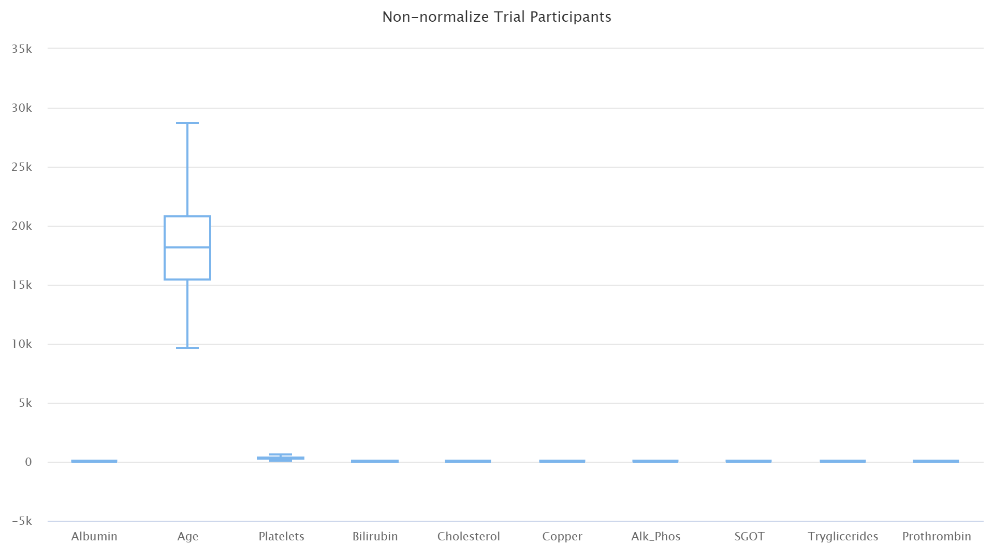 Non-normalize Trial Participants
35k
30k
25k
20k
15k
10k
5k
0
-5k
Albumin Age Platelets Bilirubin Cholesterol Copper Alk_Phos SGOT Tryglicerides Prothrombin